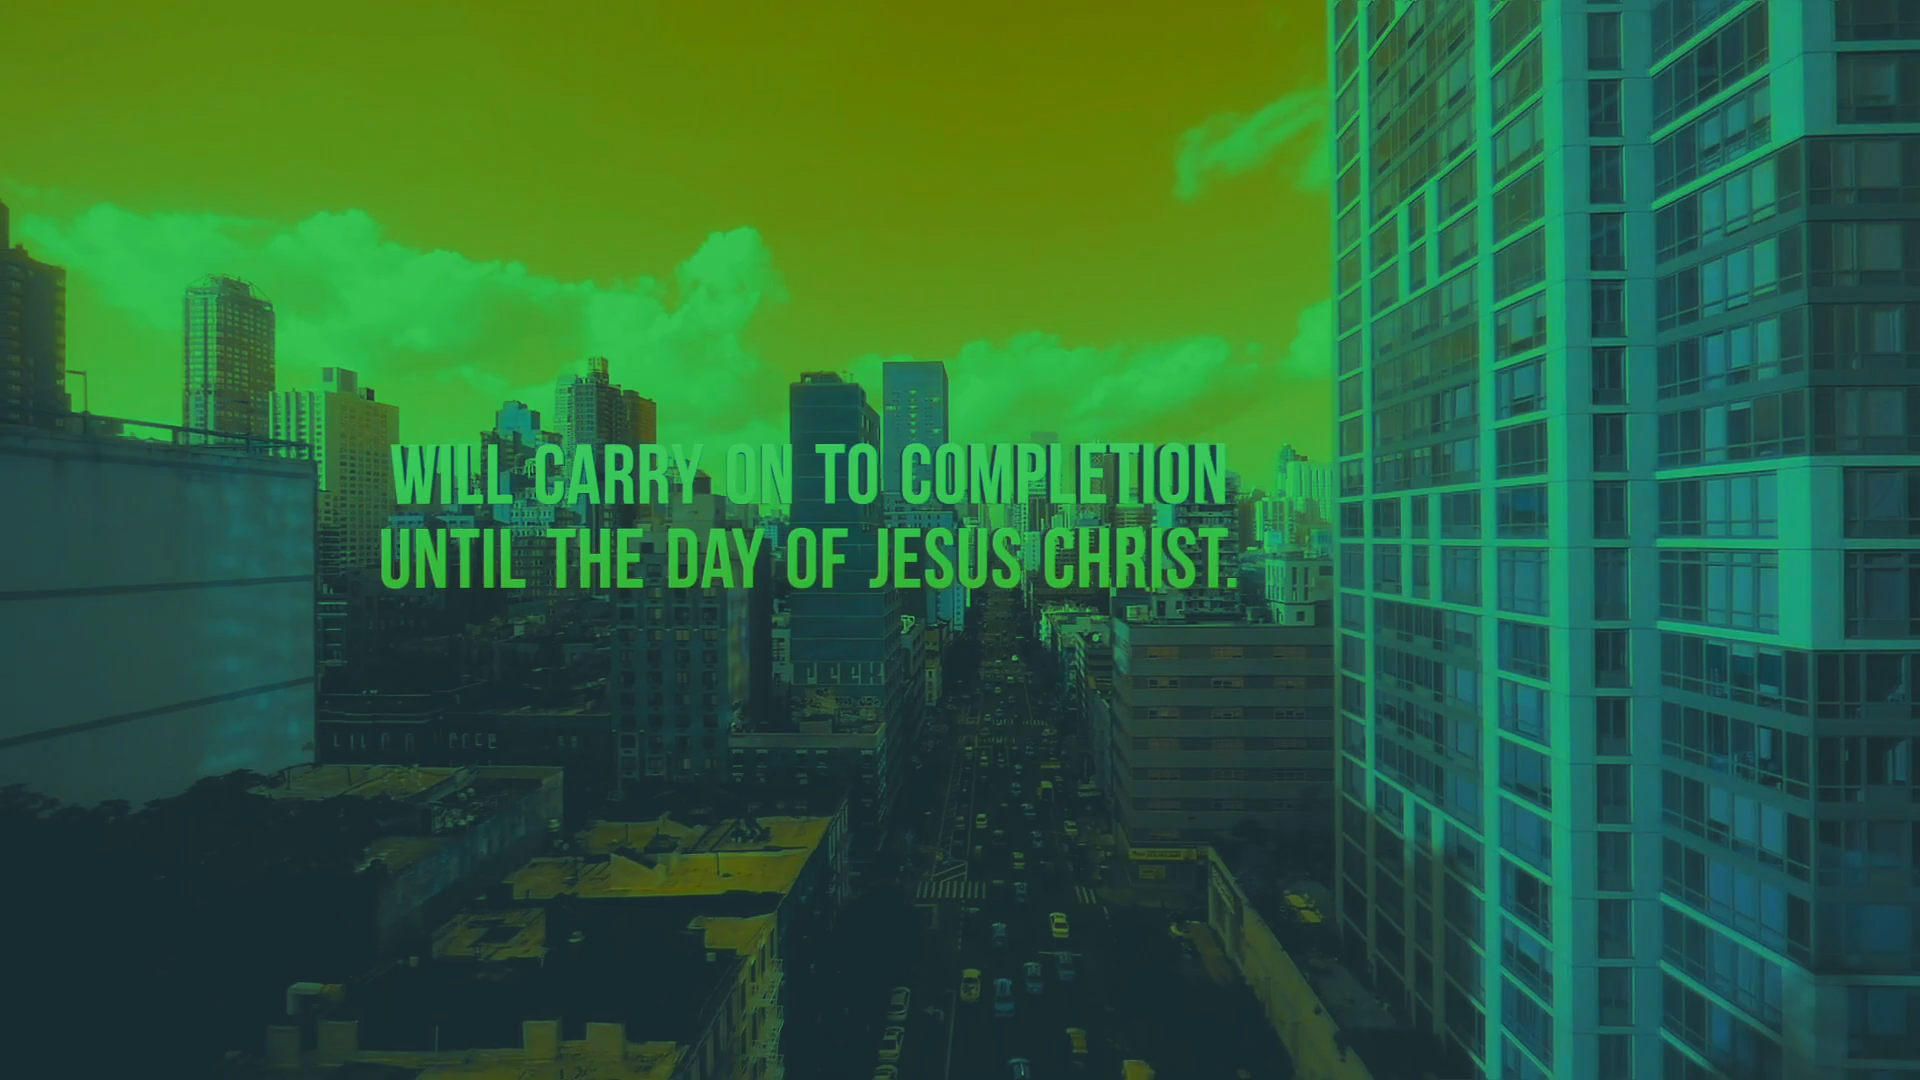 WILL CARRY ON TO COMPLETION
UNTIL THE DAY OF JESUS CHRIST.